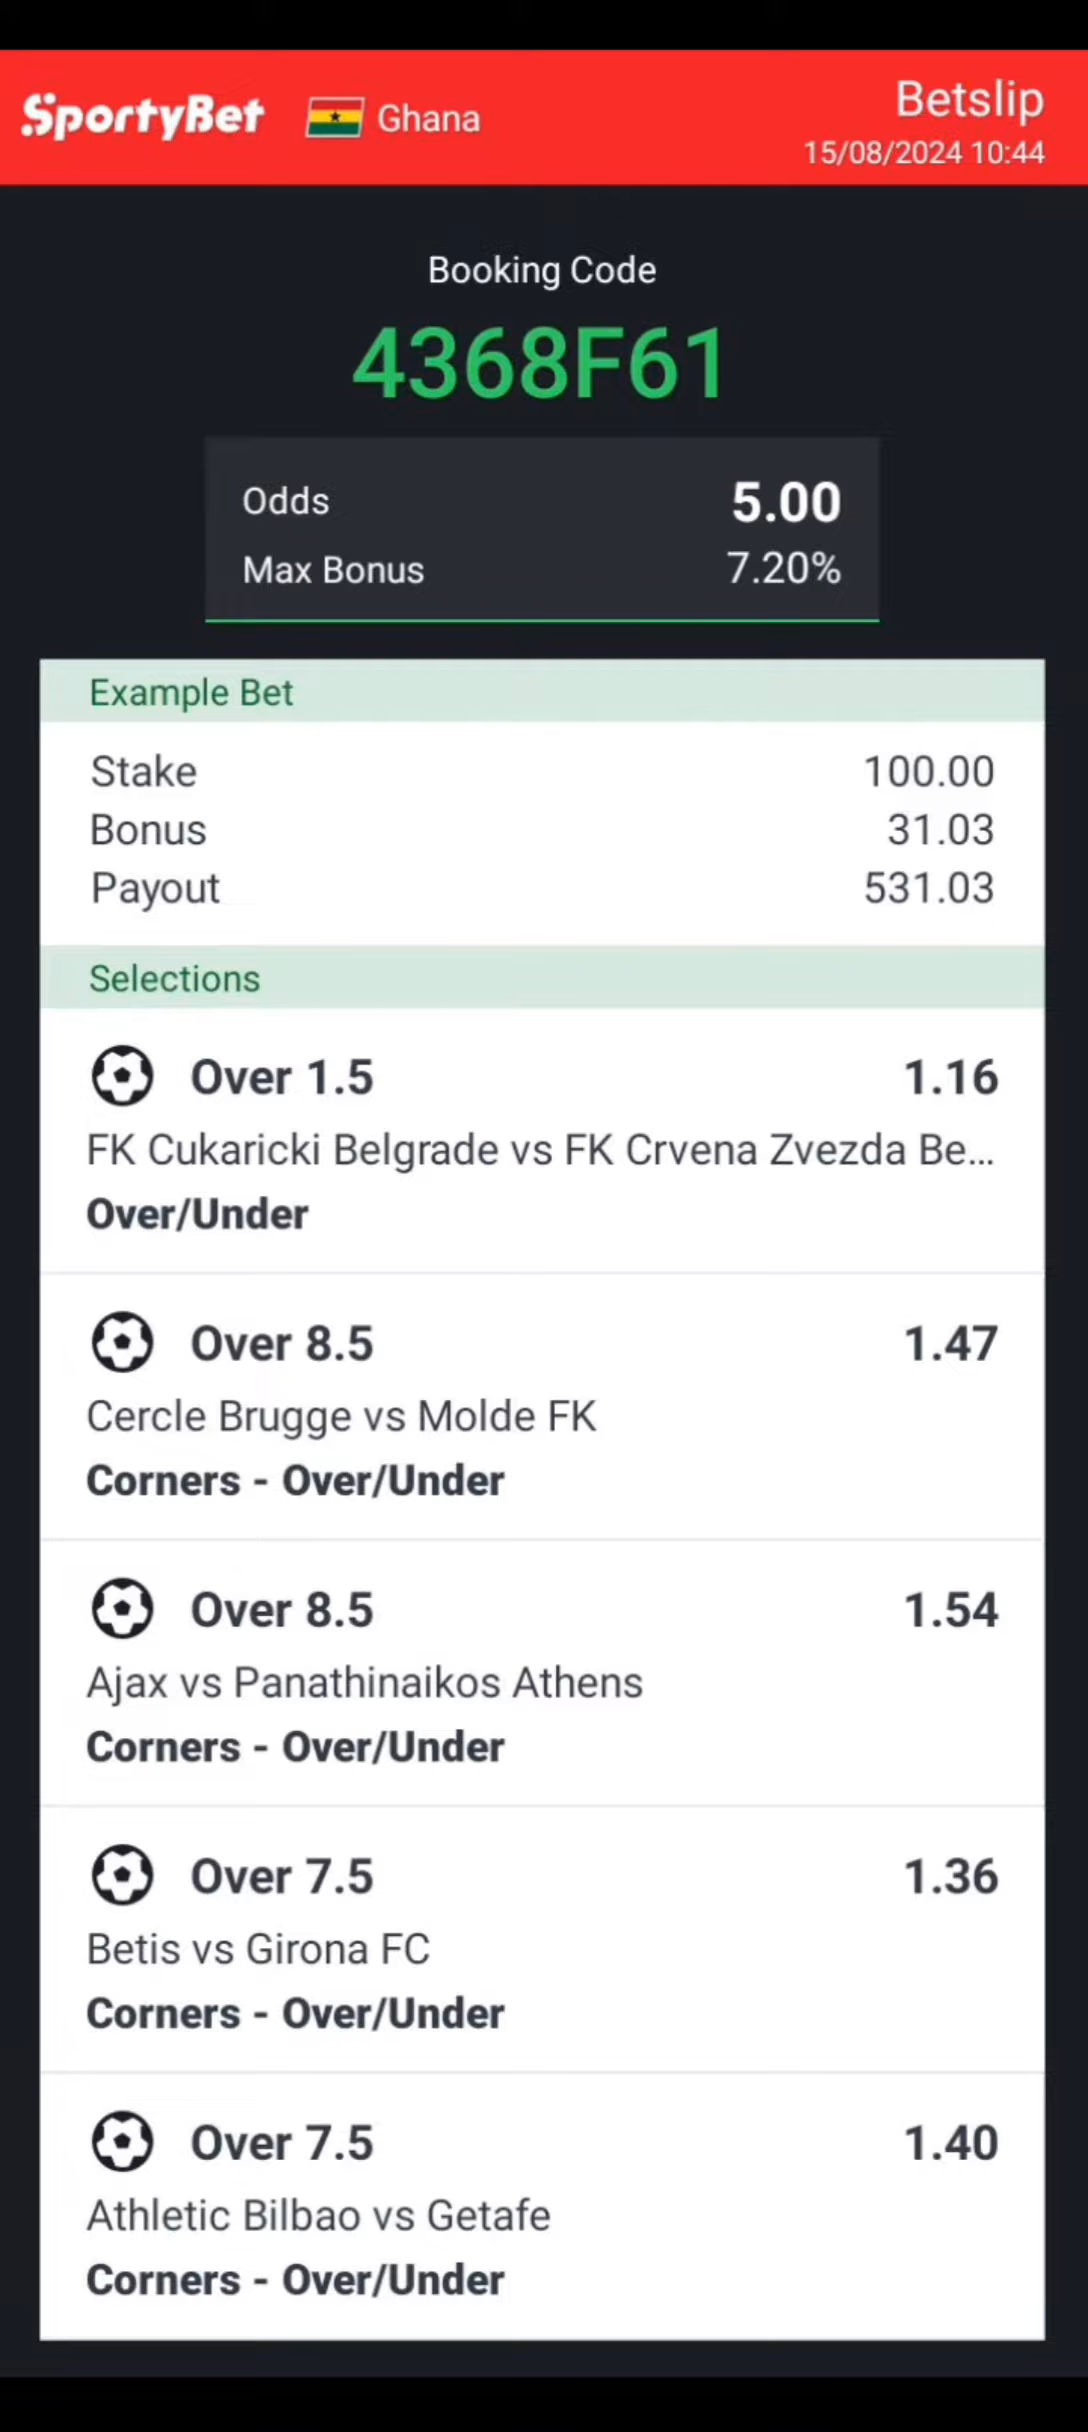 SportyBet Ghana Betslip
15/08/2024 10:44
Booking Code
4368F61
Odds 5.00
Max Bonus 7.20%
Example Bet
Stake 100.00
Bonus 31.03
Payout 531.03
Selections
Over 1.5 1.16
FK Cukaricki Belgrade vs FK Crvena Zvezda Be...
Over/Under
Over 8.5 1.47
Cercle Brugge vs Molde FK
Corners - Over/Under
Over 8.5 1.54
Ajax vs Panathinaikos Athens
Corners - Over/Under
Over 7.5 1.36
Betis vs Girona FC
Corners - Over/Under
Over 7.5 1.40
Athletic Bilbao vs Getafe
Corners - Over/Under